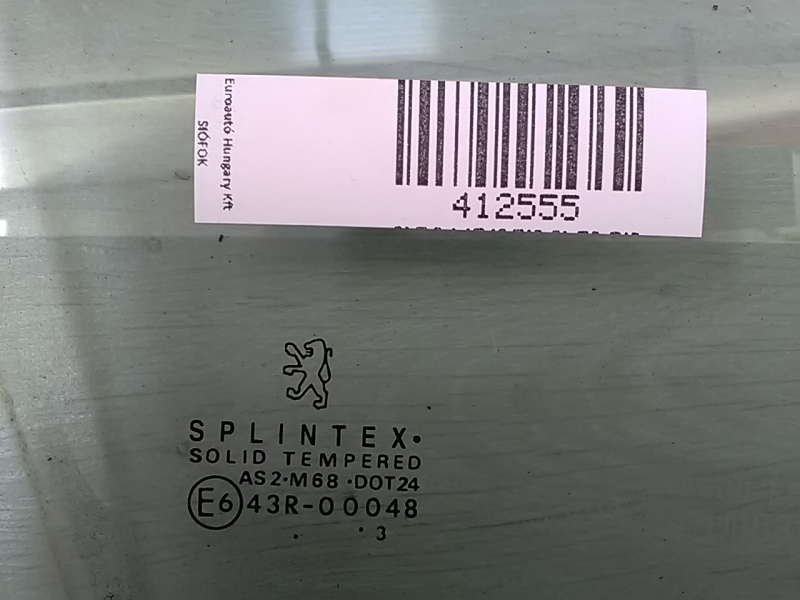 Euroautó Hungary Kft
SIÓFOK
412555
SPLINTEX
SOLID TEMPERED
AS2·M68·DOT24
E6 43R-00048
. · 3